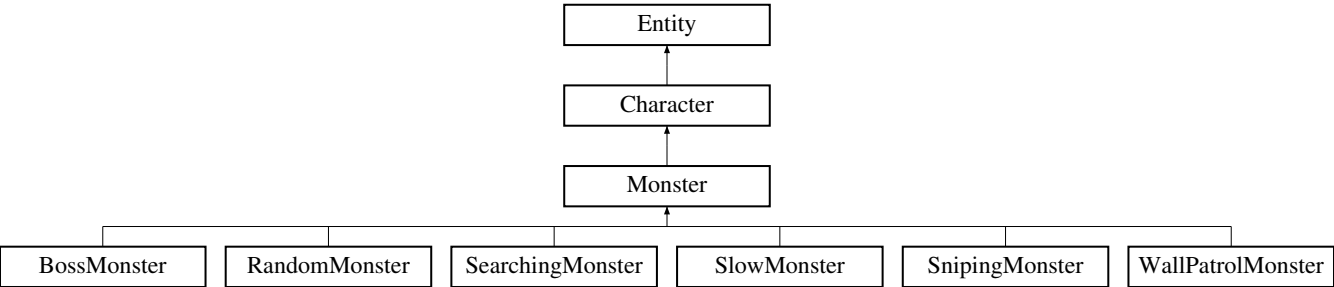 Entity
Character
Monster
BossMonster
RandomMonster
SearchingMonster
SlowMonster
SnipingMonster
WallPatrolMonster